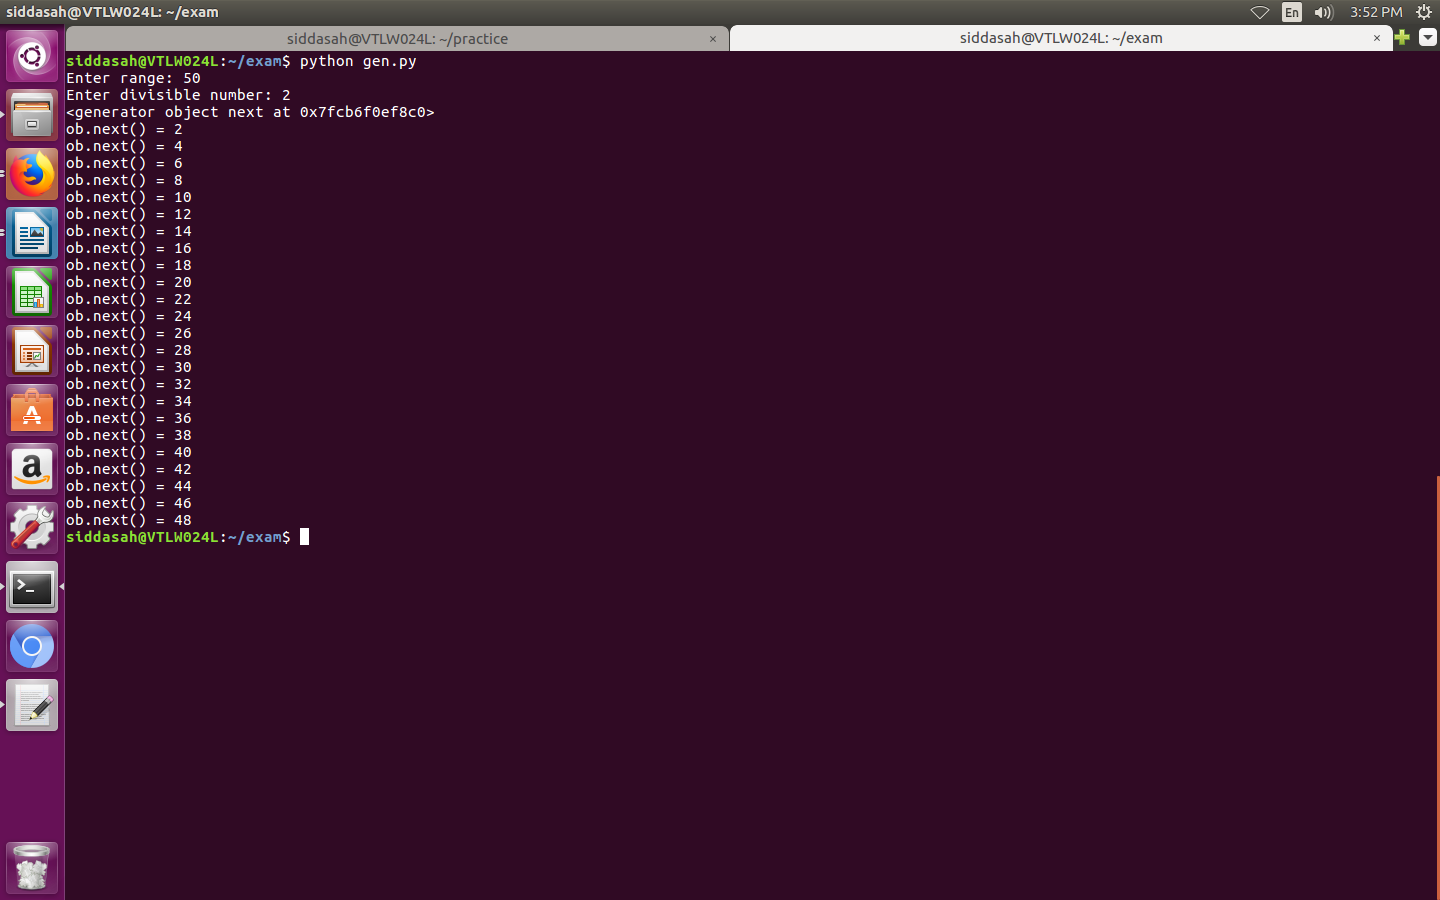 siddasah@VTLW024L: ~/exam
En
3:52 PM
siddasah@VTLW024L: ~/practice ×
siddasah@VTLW024L: ~/exam ×
siddasah@VTLW024L:~/exam$ python gen.py
Enter range: 50
Enter divisible number: 2
<generator object next at 0x7fcb6f0ef8c0>
ob.next() = 2
ob.next() = 4
ob.next() = 6
ob.next() = 8
ob.next() = 10
ob.next() = 12
ob.next() = 14
ob.next() = 16
ob.next() = 18
ob.next() = 20
ob.next() = 22
ob.next() = 24
ob.next() = 26
ob.next() = 28
ob.next() = 30
ob.next() = 32
ob.next() = 34
ob.next() = 36
ob.next() = 38
ob.next() = 40
ob.next() = 42
ob.next() = 44
ob.next() = 46
ob.next() = 48
siddasah@VTLW024L:~/exam$